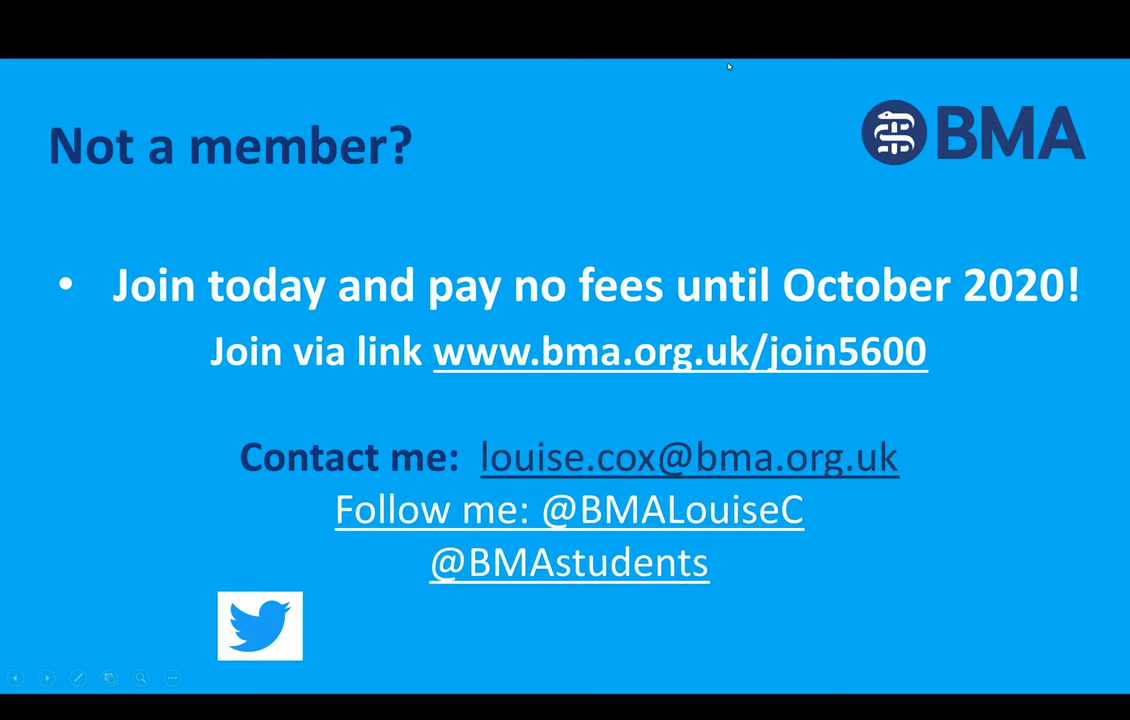 Not a member?
BMA
• Join today and pay no fees until October 2020!
Join via link www.bma.org.uk/join5600
Contact me: louise.cox@bma.org.uk
Follow me: @BMALouiseC
@BMAstudents